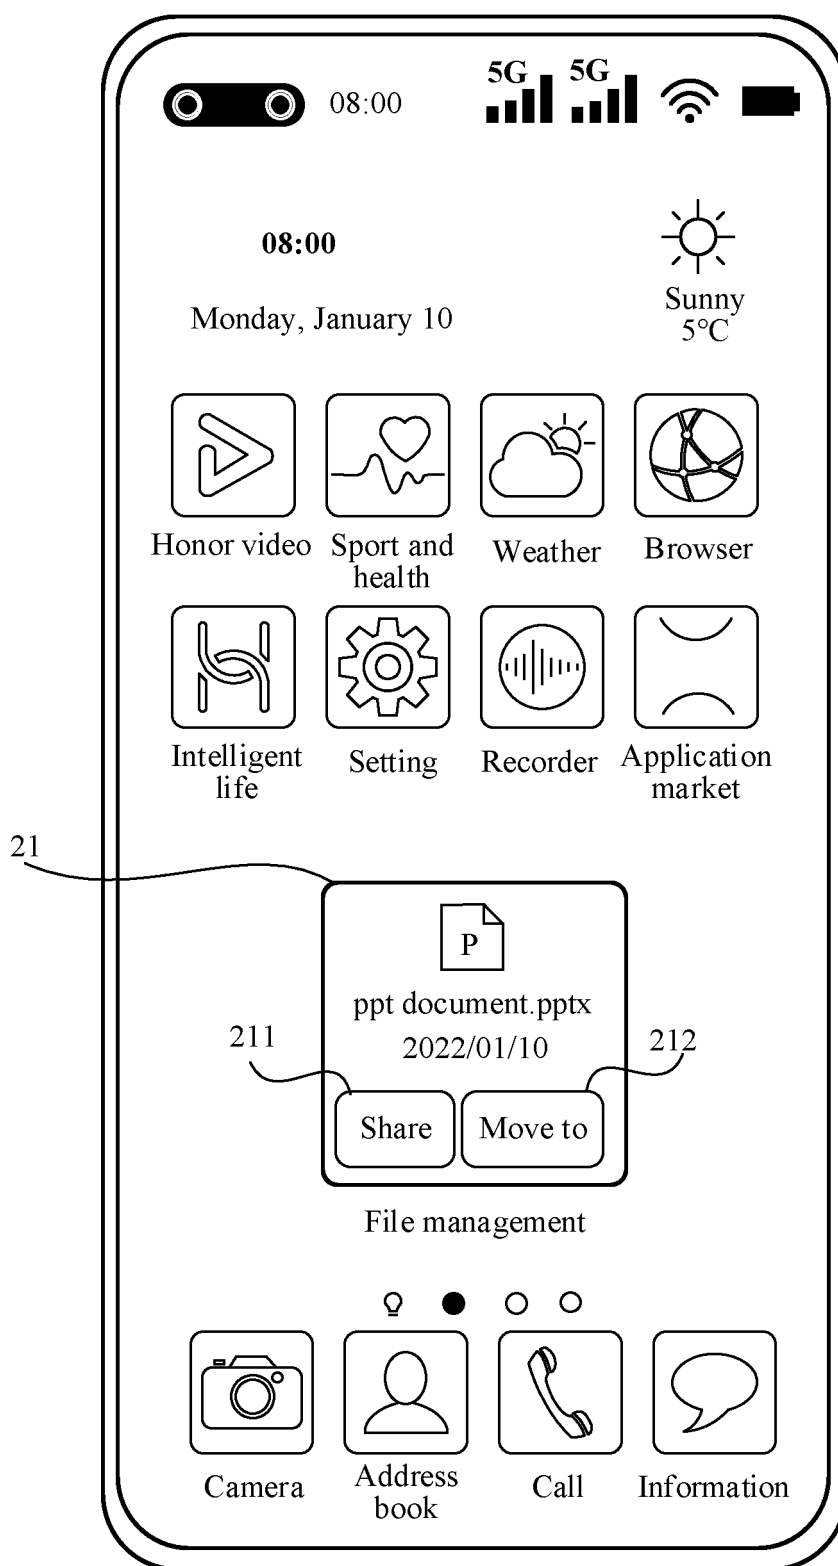 5G 5G
08:00
08:00
Sunny
5°C
Monday, January 10
Honor video
Sport and
health
Weather
Browser
Intelligent
life
Setting
Recorder
Application
market
21
P
ppt document.pptx
2022/01/10
211
212
Share
Move to
File management
Camera
Address
book
Call
Information